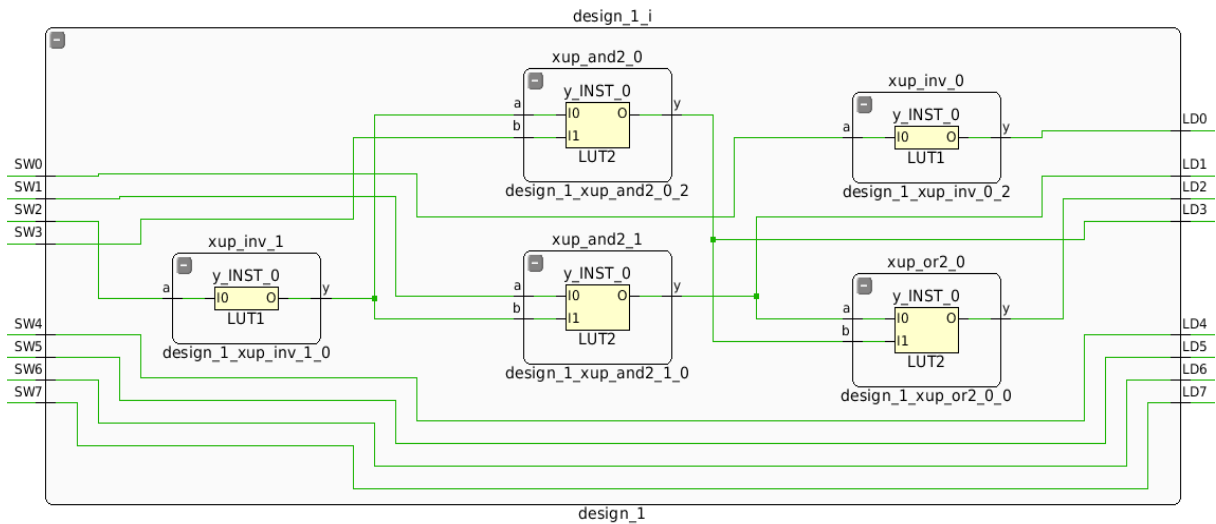 design_1_i
xup_and2_0
y_INST_0
a
b
I0
I1
O
y
LUT2
design_1_xup_and2_0_2
xup_inv_0
y_INST_0
a
I0
O
y
LUT1
design_1_xup_inv_0_2
SW0
SW1
SW2
SW3
LD0
LD1
LD2
LD3
xup_inv_1
y_INST_0
a
I0
O
y
LUT1
design_1_xup_inv_1_0
xup_and2_1
y_INST_0
a
b
I0
I1
O
y
LUT2
design_1_xup_and2_1_0
xup_or2_0
y_INST_0
a
b
I0
I1
O
y
LUT2
design_1_xup_or2_0_0
SW4
SW5
SW6
SW7
LD4
LD5
LD6
LD7
design_1